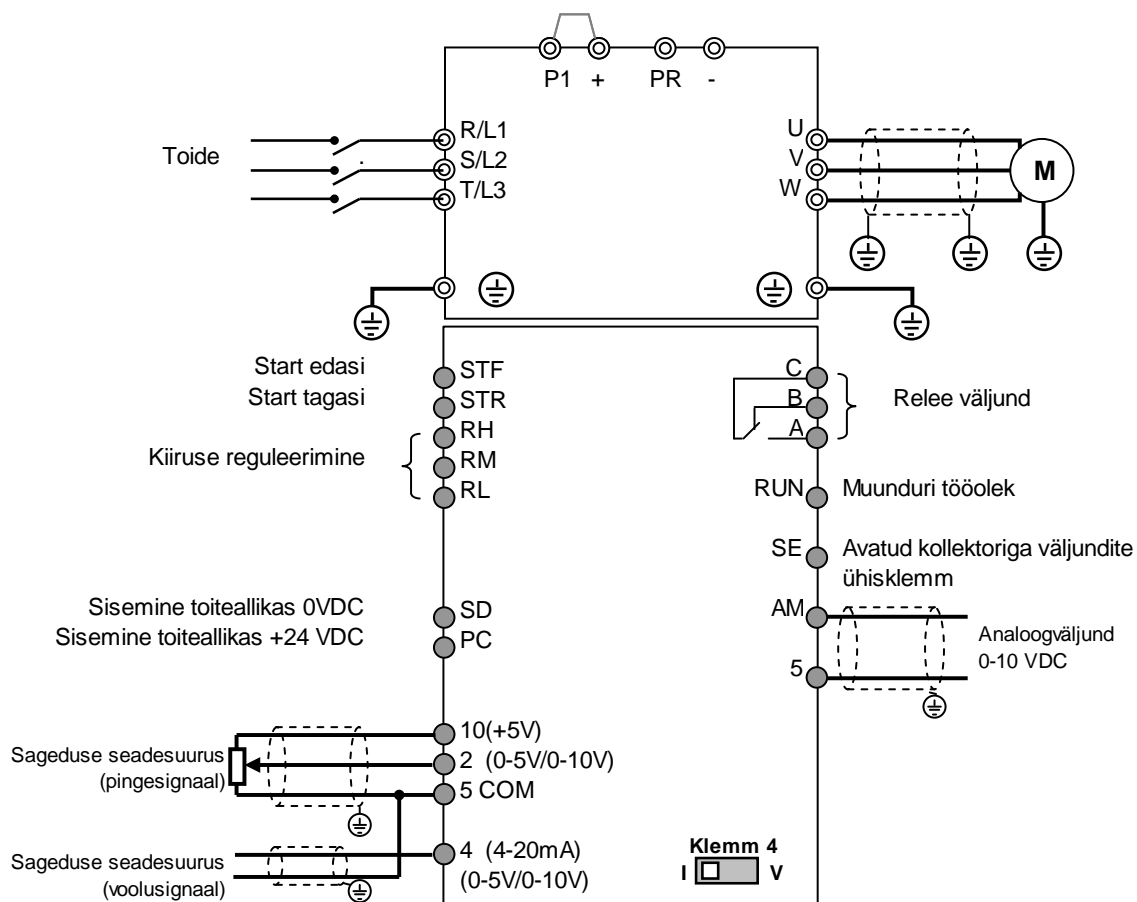 P1 + PR -
R/L1
S/L2
T/L3
Toide
U
V
W
M
Start edasi
Start tagasi
STF
STR
RH
RM
RL
Kiiruse reguleerimine
C
B
A
Relee väljund
RUN
Muunduri tööolek
SE
Avatud kollektoriga väljundite
ühisklemm
Sisemine toiteallikas 0VDC
Sisemine toiteallikas +24 VDC
SD
PC
AM
5
Analoogväljund
0-10 VDC
10(+5V)
2 (0-5V/0-10V)
5 COM
Sageduse seadesuurus
(pingesignaal)
4 (4-20mA)
(0-5V/0-10V)
Sageduse seadesuurus
(voolusignaal)
Klemm 4
I V